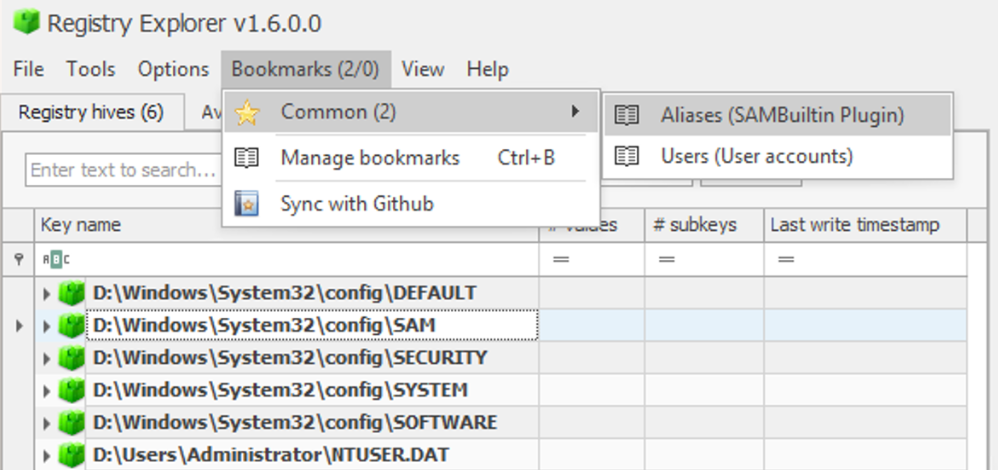 Registry Explorer v1.6.0.0
File Tools Options Bookmarks (2/0) View Help
Registry hives (6) Av
Common (2)
Aliases (SAMBuiltin Plugin)
Manage bookmarks Ctrl+B
Users (User accounts)
Sync with Github
Enter text to search...
Key name # values # subkeys Last write timestamp
ABC = = =
D:\Windows\System32\config\DEFAULT
D:\Windows\System32\config\SAM
D:\Windows\System32\config\SECURITY
D:\Windows\System32\config\SYSTEM
D:\Windows\System32\config\SOFTWARE
D:\Users\Administrator\NTUSER.DAT